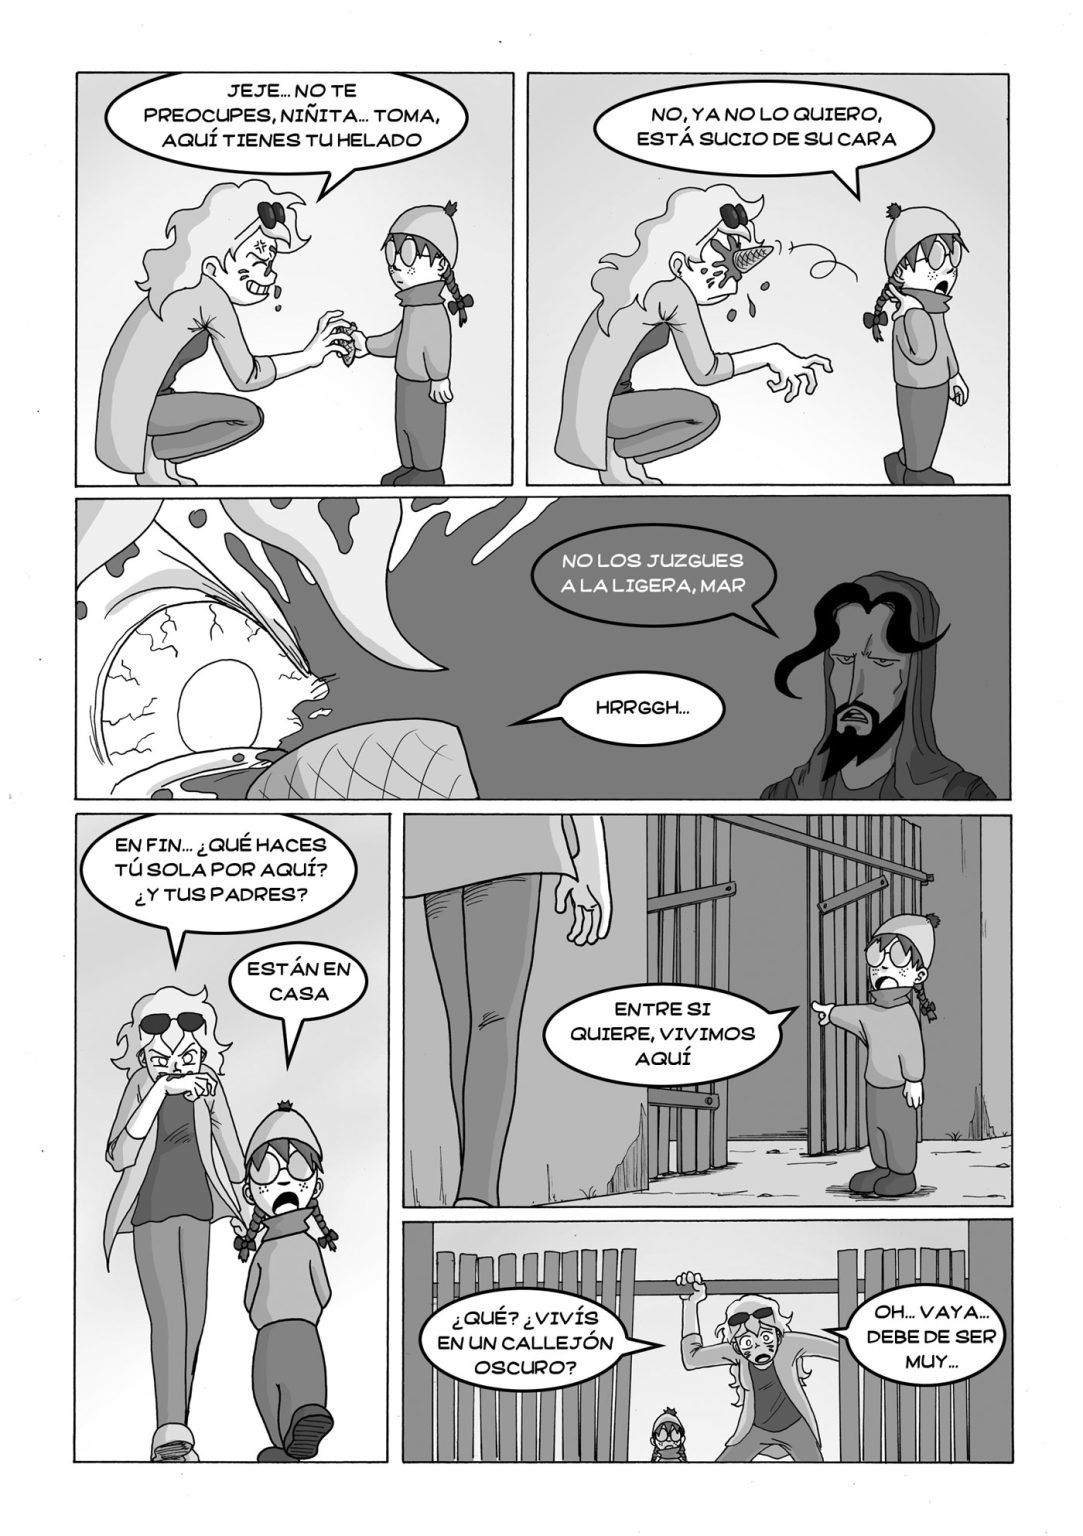 JEJE... NO TE
PREOCUPES, NIÑITA... TOMA,
AQUÍ TIENES TU HELADO
NO, YA NO LO QUIERO,
ESTÁ SUCIO DE SU CARA
NO LOS JUZGUES
A LA LIGERA, MAR
HRRGGH...
EN FIN... ¿QUÉ HACES
TÚ SOLA POR AQUÍ?
¿Y TUS PADRES?
ESTÁN EN
CASA
ENTRE SI
QUIERE, VIVIMOS
AQUÍ
¿QUÉ? ¿VIVÍS
EN UN CALLEJÓN
OSCURO?
OH... VAYA...
DEBE DE SER
MUY...